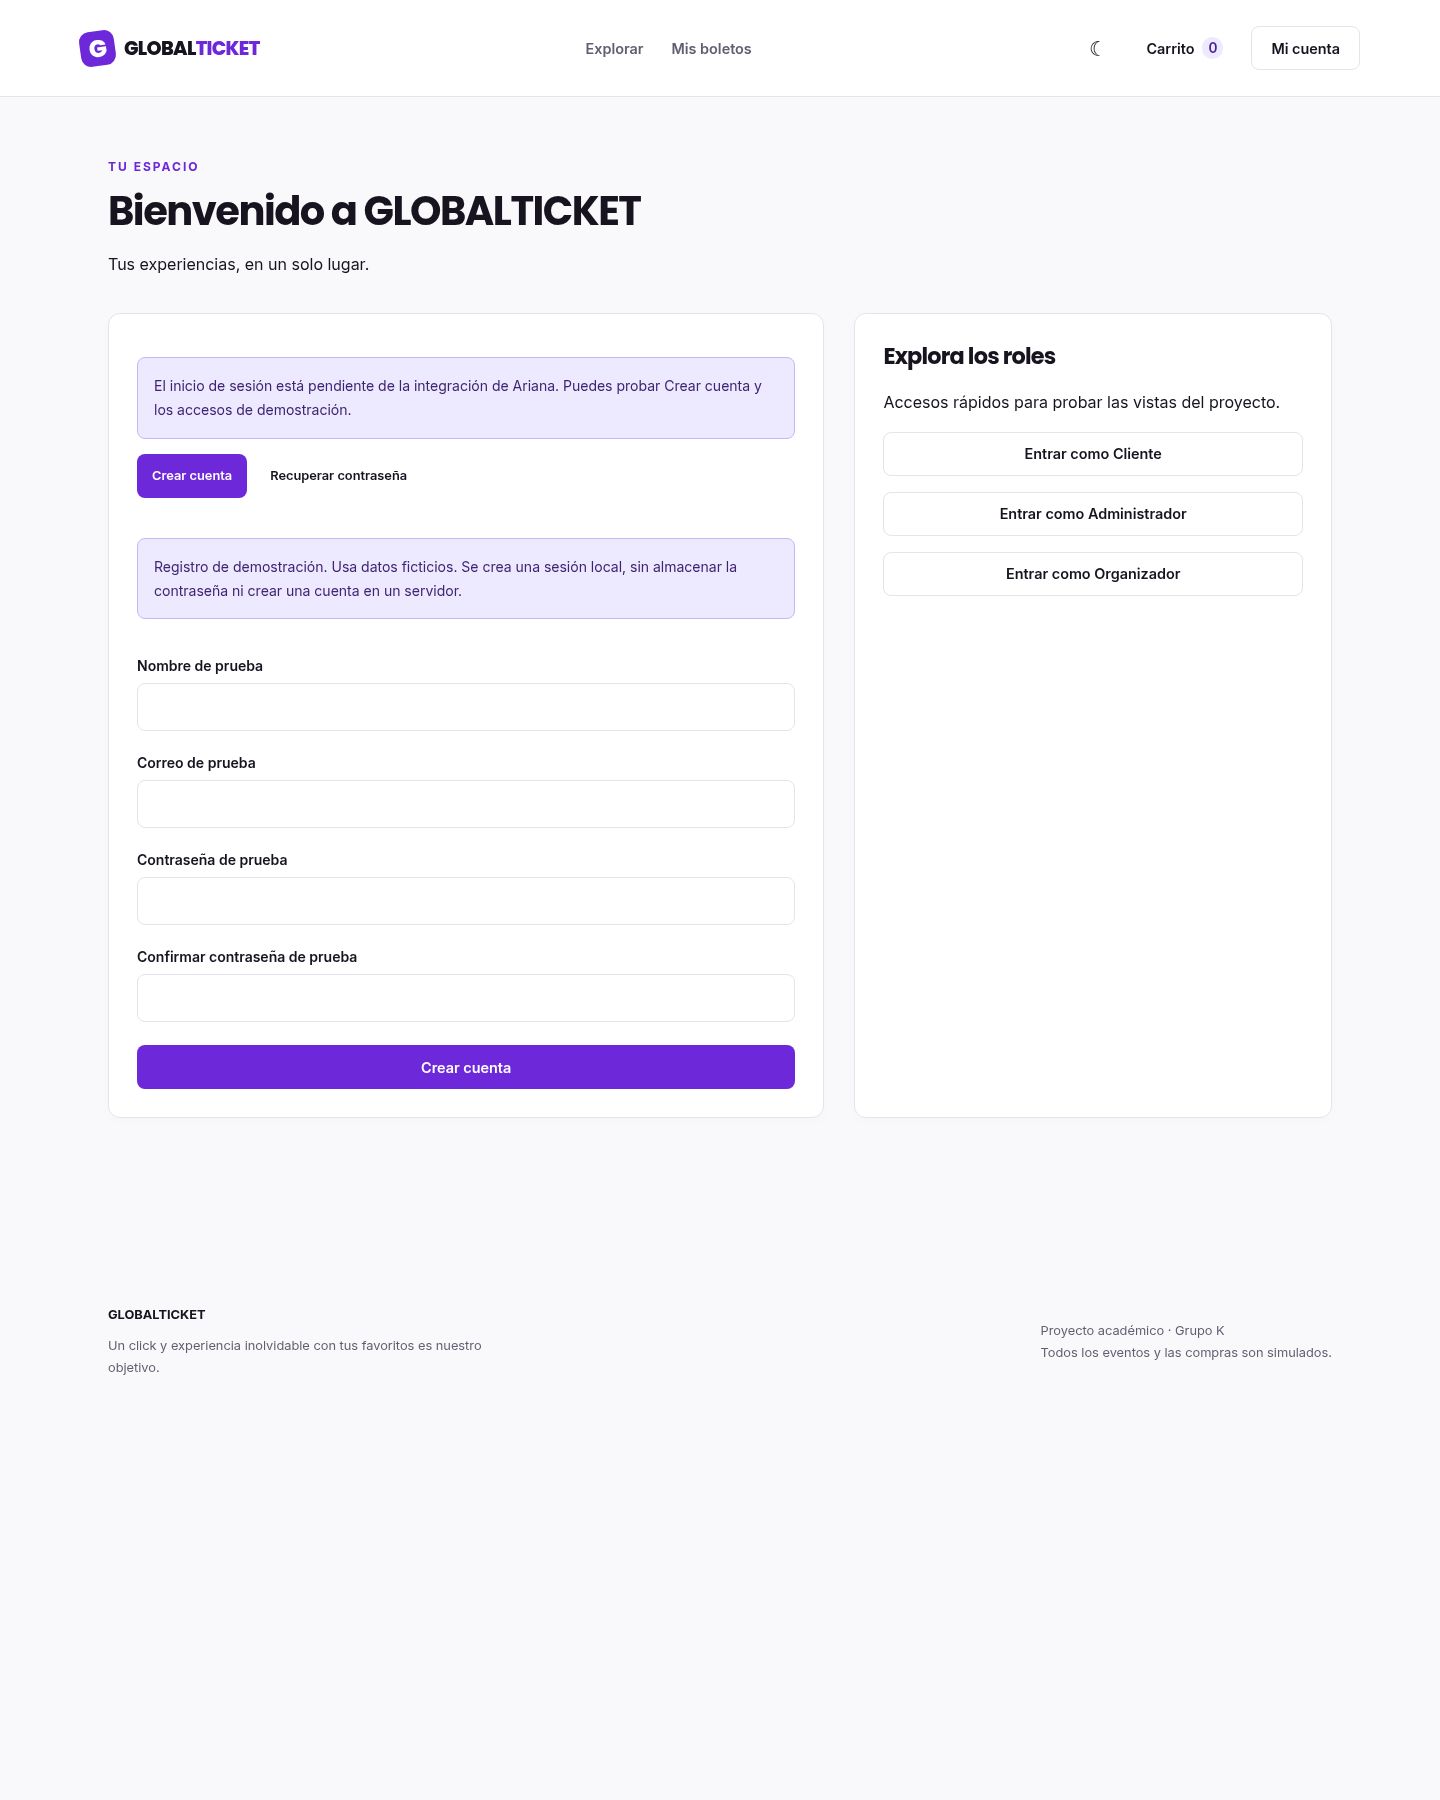 G GLOBALTICKET
Explorar
Mis boletos
Carrito 0
Mi cuenta
TU ESPACIO
Bienvenido a GLOBALTICKET
Tus experiencias, en un solo lugar.
El inicio de sesión está pendiente de la integración de Ariana. Puedes probar Crear cuenta y
los accesos de demostración.
Crear cuenta
Recuperar contraseña
Registro de demostración. Usa datos ficticios. Se crea una sesión local, sin almacenar la
contraseña ni crear una cuenta en un servidor.
Nombre de prueba
Correo de prueba
Contraseña de prueba
Confirmar contraseña de prueba
Crear cuenta
Explora los roles
Accesos rápidos para probar las vistas del proyecto.
Entrar como Cliente
Entrar como Administrador
Entrar como Organizador
GLOBALTICKET
Un click y experiencia inolvidable con tus favoritos es nuestro
objetivo.
Proyecto académico · Grupo K
Todos los eventos y las compras son simulados.